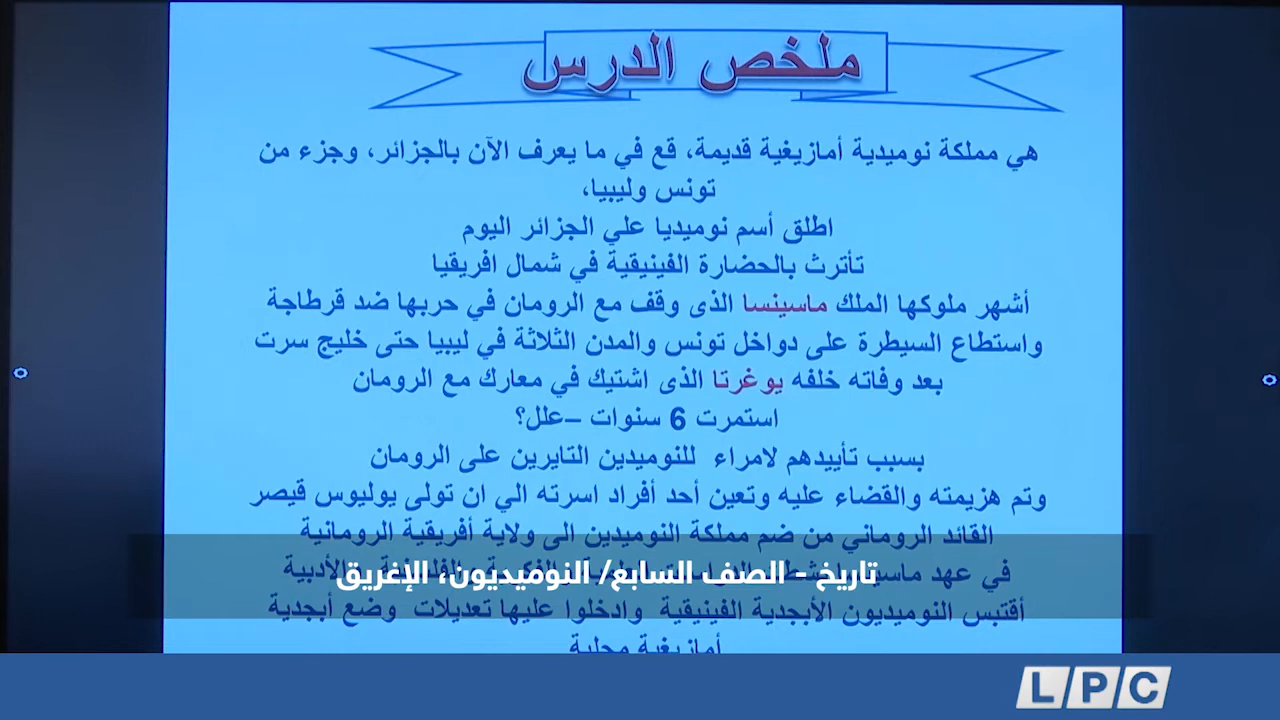 ملخص الدرس
هي مملكة نوميدية أمازيغية قديمة، قع في ما يعرف الآن بالجزائر، وجزء من
تونس وليبيا،
اطلق أسم نوميديا علي الجزائر اليوم
تأثرث بالحضارة الفينيقية في شمال افريقيا
أشهر ملوكها الملك ماسينسا الذى وقف مع الرومان في حربها ضد قرطاجة
واستطاع السيطرة على دواخل تونس والمدن الثلاثة في ليبيا حتى خليج سرت
بعد وفاته خلفه يوغرتا الذى اشتيك في معارك مع الرومان
استمرت 6 سنوات –علل؟
بسبب تأييدهم لامراء للنوميدين التايرين على الرومان
وتم هزيمته والقضاء عليه وتعين أحد أفراد اسرته الي ان تولى يوليوس قيصر
القائد الروماني من ضم مملكة النوميدين الى ولاية أفريقية الرومانية
في عهد الأدبية
تاريخ - الصف السابع/ النوميديون، الإغريق
أقتبس النوميديون الأبجدية الفينيقية وادخلوا عليها تعديلات وضع أبجدية
أمازيغية محلية
LPC